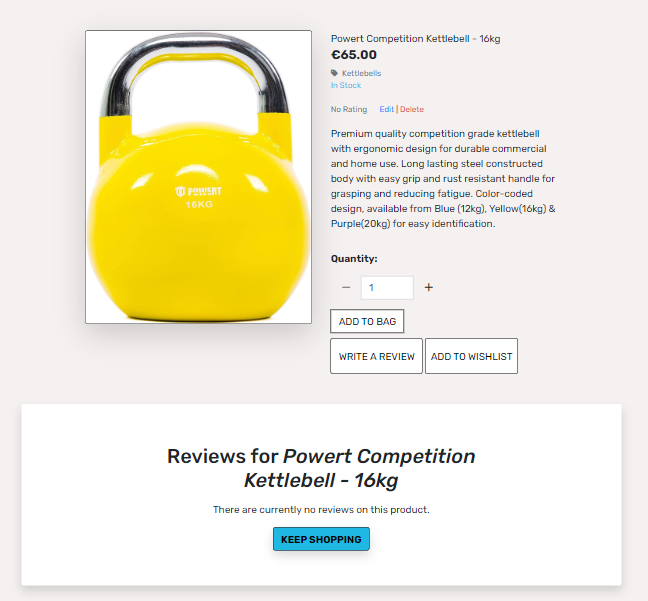 Powert Competition Kettlebell - 16kg
€65.00
Kettlebells
In Stock
No Rating Edit | Delete
Premium quality competition grade kettlebell
with ergonomic design for durable commercial
and home use. Long lasting steel constructed
body with easy grip and rust resistant handle for
grasping and reducing fatigue. Color-coded
design, available from Blue (12kg), Yellow(16kg) &
Purple(20kg) for easy identification.
POWERT
16KG
Quantity:
− 1 +
ADD TO BAG
WRITE A REVIEW ADD TO WISHLIST
Reviews for Powert Competition
Kettlebell - 16kg
There are currently no reviews on this product.
KEEP SHOPPING